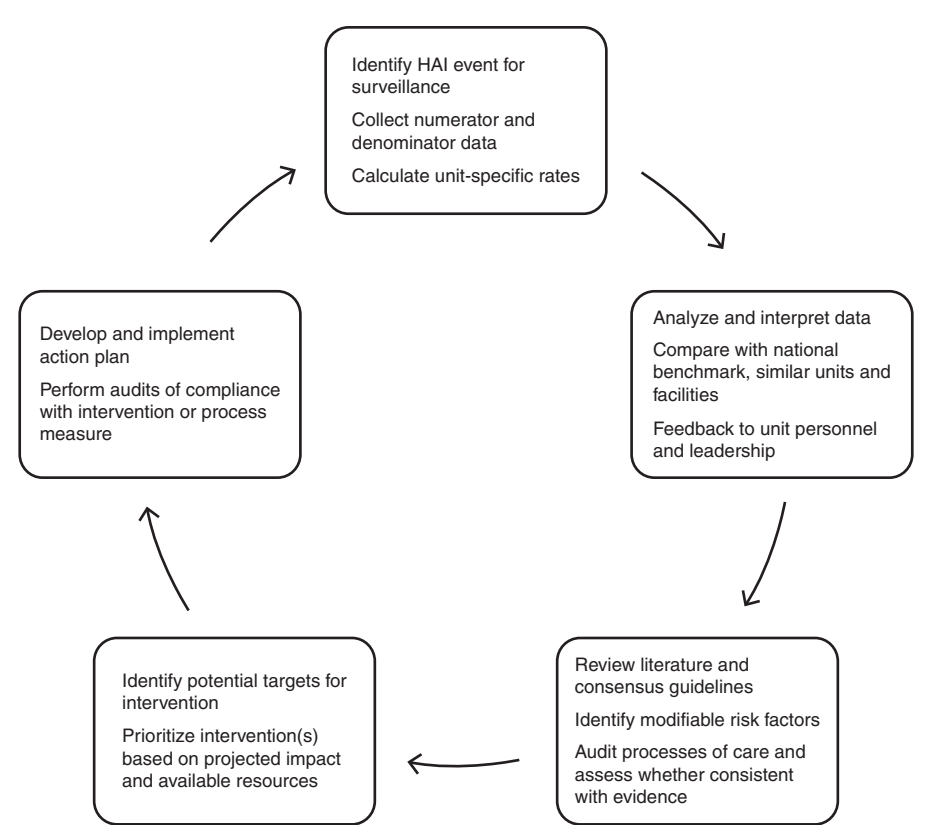 Identify HAI event for
surveillance
Collect numerator and
denominator data
Calculate unit-specific rates
Analyze and interpret data
Compare with national
benchmark, similar units and
facilities
Feedback to unit personnel
and leadership
Review literature and
consensus guidelines
Identify modifiable risk factors
Audit processes of care and
assess whether consistent
with evidence
Identify potential targets for
intervention
Prioritize intervention(s)
based on projected impact
and available resources
Develop and implement
action plan
Perform audits of compliance
with intervention or process
measure